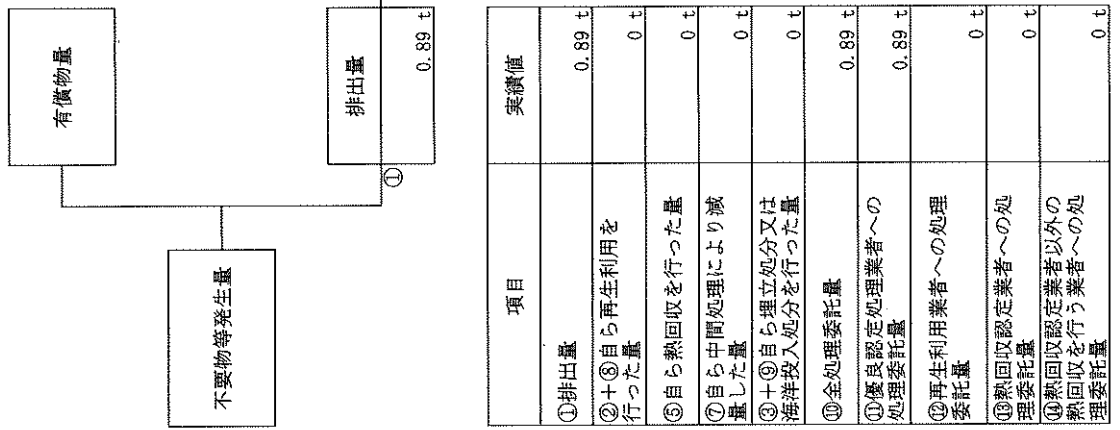 有償物量
不要物等発生量
①
排出量
0.89 t
項目 実績値
①排出量 0.89 t
②+⑧自ら再生利用を
行った量 0 t
⑤自ら熱回収を行った量 0 t
⑦自ら中間処理により減
量した量 0 t
③+⑨自ら埋立処分又は
海洋投入処分を行った量 0 t
⑩全処理委託量 0.89 t
⑪優良認定処理業者への
処理委託量 0.89 t
⑫再生利用業者への処理
委託量 0 t
⑬熱回収認定業者への処
理委託量 0 t
⑭熱回収認定業者以外の
熱回収を行う業者への処
理委託量 0 t